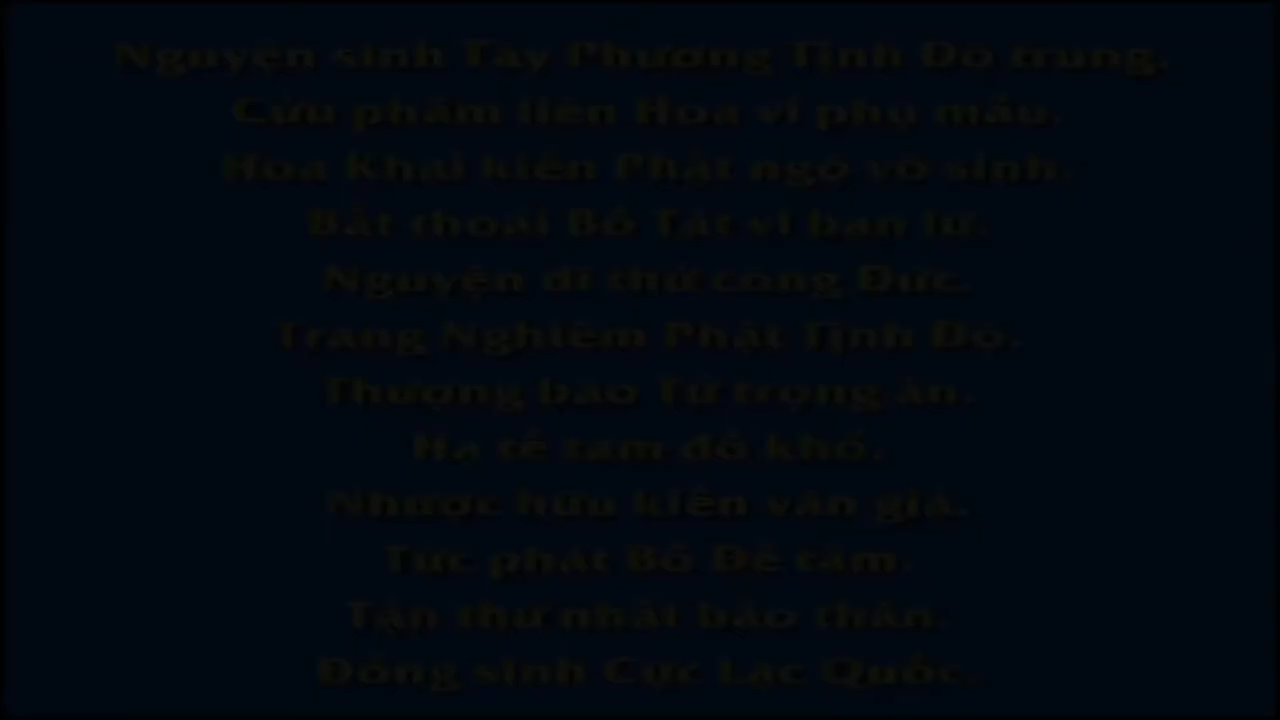 Nguyện sinh Tây Phương Tịnh Độ trung.
Cửu phẩm liên Hoa vi phụ mẫu.
Hoa Khai kiến Phật ngộ vô sinh.
Bất thoái Bồ Tát vi bạn lữ.
Nguyện dĩ thử công Đức.
Trang Nghiêm Phật Tịnh Độ.
Thượng báo Tứ trọng ân.
Hạ tế tam đồ khổ.
Nhược hữu kiến văn giả.
Tức phát Bồ Đề tâm.
Tận thử nhất báo thân.
Đồng sinh Cực Lạc Quốc.